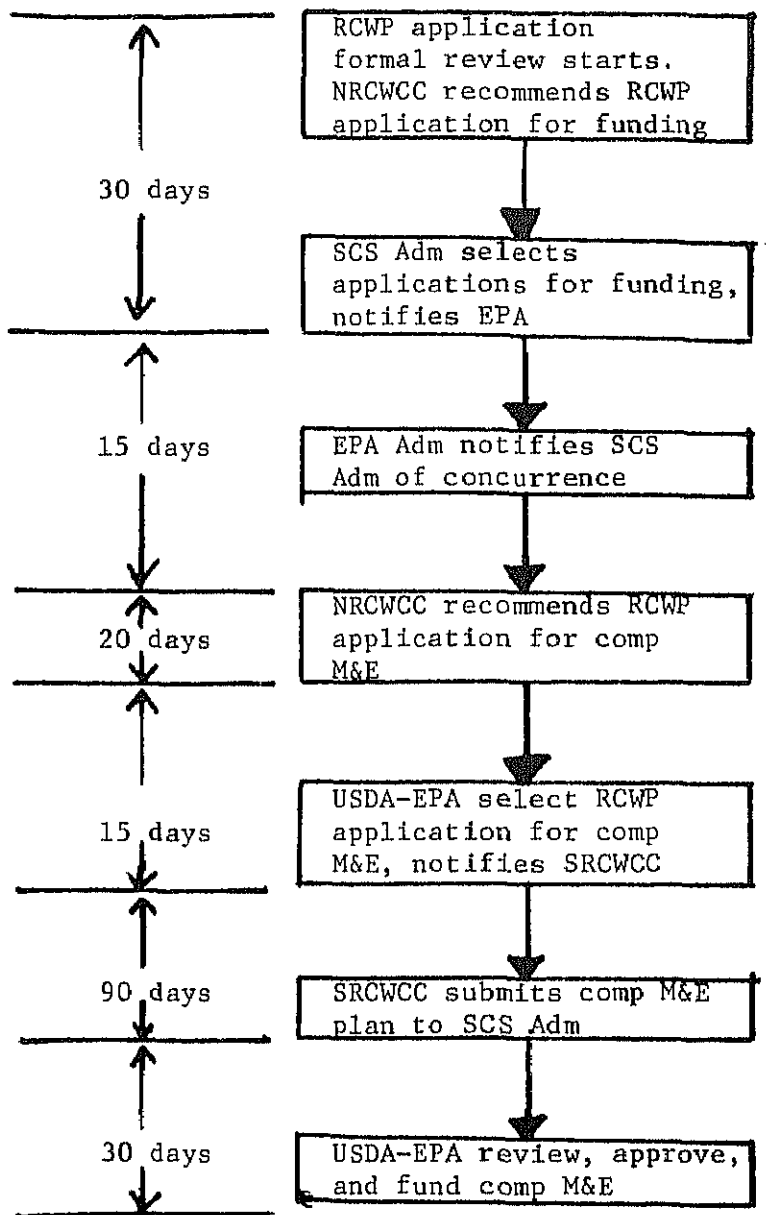 RCWP application
formal review starts.
NRCWCC recommends RCWP
application for funding
30 days
SCS Adm selects
applications for funding,
notifies EPA
15 days
EPA Adm notifies SCS
Adm of concurrence
20 days
NRCWCC recommends RCWP
application for comp
M&E
15 days
USDA-EPA select RCWP
application for comp
M&E, notifies SRCWCC
90 days
SRCWCC submits comp M&E
plan to SCS Adm
30 days
USDA-EPA review, approve,
and fund comp M&E